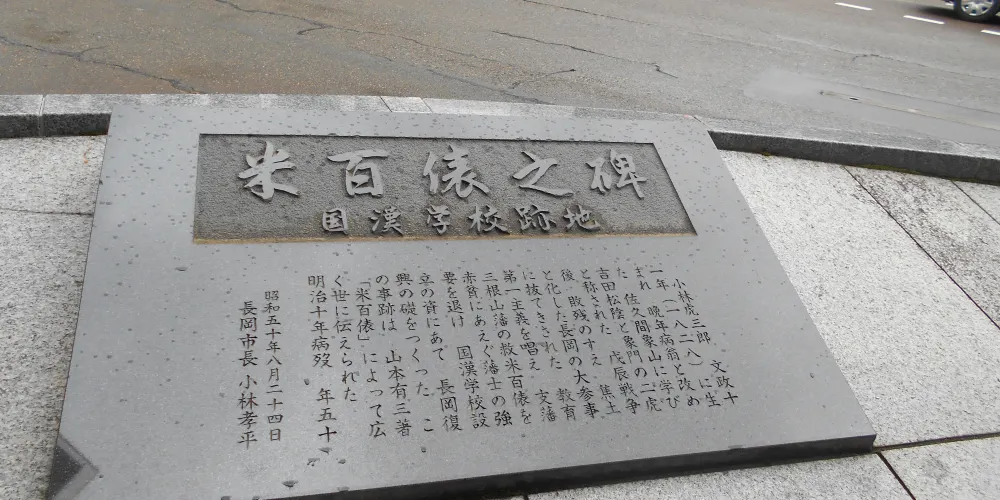 米百俵之碑
国漢学校跡地
小林虎三郎 文政十
一年(一八二八)に生
まれ 晩年病翁と改め
た 佐久間象山に学び
吉田松陰と象門の二虎
と称された 戊辰戦争
後 敗残のすえ 焦土
と化した長岡の大参事
に抜てきされた 教育
第一主義を唱え 支藩
三根山藩の救米百俵を
赤貧にあえぐ藩士の強
要を退け 国漢学校設
立の資にあて 長岡復
興の礎をつくった こ
の事跡は 山本有三著
「米百俵」によって広
く世に伝えられた
明治十年病歿 年五十
昭和五十年八月二十四日
長岡市長 小林孝平